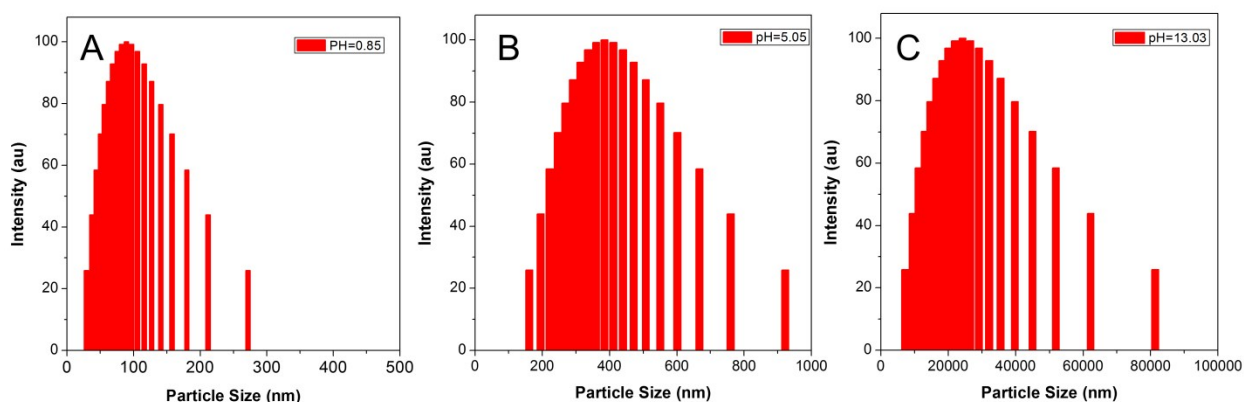 A
PH=0.85
Intensity (au)
100
80
60
40
20
0
0 100 200 300 400 500
Particle Size (nm)
B
pH=5.05
Intensity (au)
100
80
60
40
20
0
200 400 600 800 1000
Particle Size (nm)
C
pH=13.03
Intensity (au)
100
80
60
40
20
0
0 20000 40000 60000 80000 100000
Particle Size (nm)